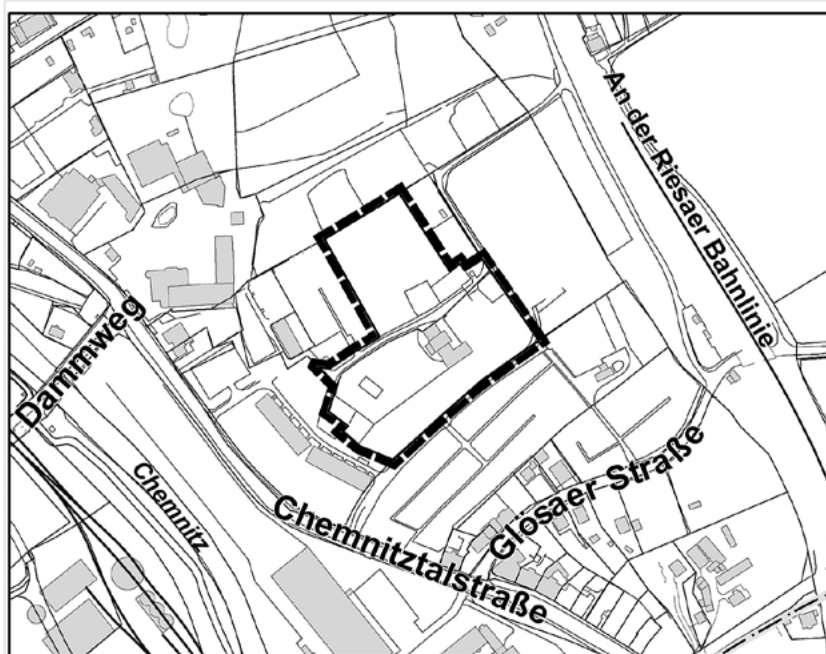 An der Riesaer Bahnlinie
Dammweg
Chemnitz
Chemnitztalstraße
Glösaer Straße